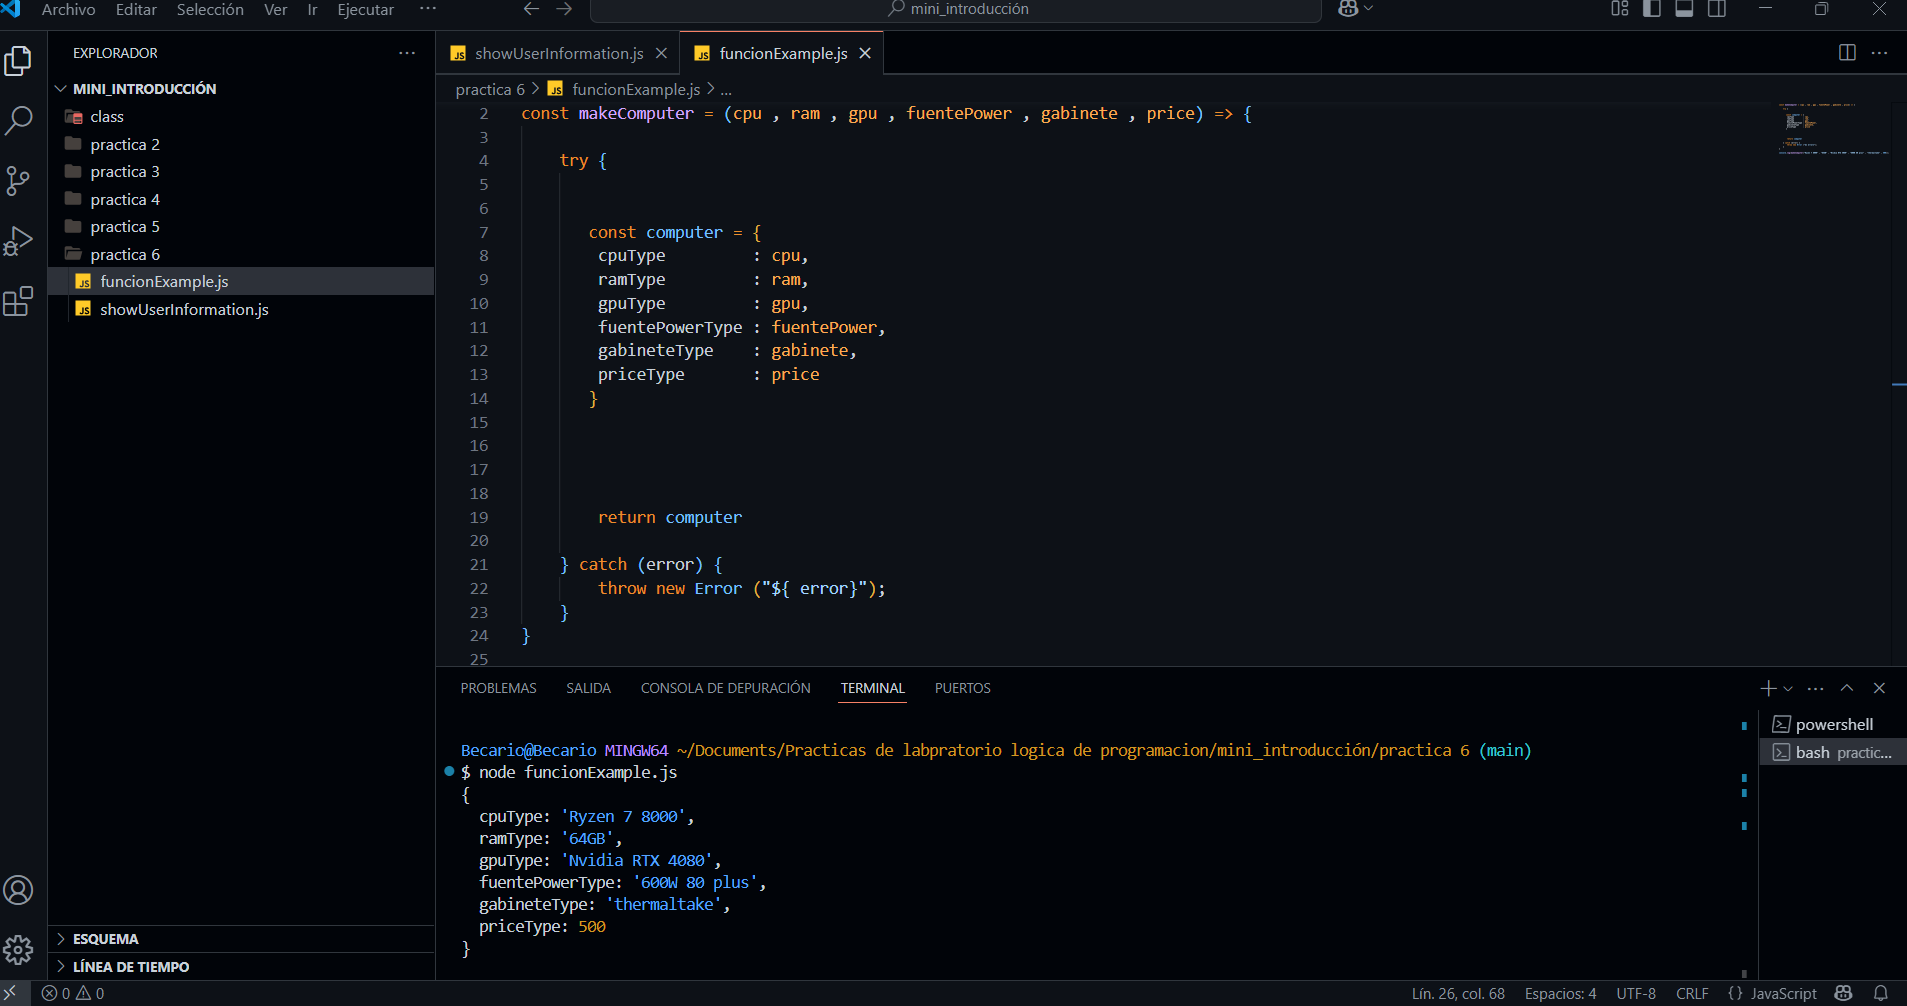 Archivo Editar Selección Ver Ir Ejecutar ··· mini_introducción
EXPLORADOR ···
MINI_INTRODUCCIÓN
class
practica 2
practica 3
practica 4
practica 5
practica 6
JS funcionExample.js
JS showUserInformation.js
ESQUEMA
LÍNEA DE TIEMPO
JS showUserInformation.js JS funcionExample.js
practica 6 > JS funcionExample.js > ...
2 const makeComputer = (cpu , ram , gpu , fuentePower , gabinete , price) => {
3
4 try {
5
6
7 const computer = {
8 cpuType : cpu,
9 ramType : ram,
10 gpuType : gpu,
11 fuentePowerType : fuentePower,
12 gabineteType : gabinete,
13 priceType : price
14 }
15
16
17
18
19 return computer
20
21 } catch (error) {
22 throw new Error ("${ error}");
23 }
24 }
25
PROBLEMAS SALIDA CONSOLA DE DEPURACIÓN TERMINAL PUERTOS
Becario@Becario MINGW64 ~/Documents/Practicas de labpratorio logica de programacion/mini_introducción/practica 6 (main)
$ node funcionExample.js
{
cpuType: 'Ryzen 7 8000',
ramType: '64GB',
gpuType: 'Nvidia RTX 4080',
fuentePowerType: '600W 80 plus',
gabineteType: 'thermaltake',
priceType: 500
}
powershell
bash practic...
0 0 Lín. 26, col. 68 Espacios: 4 UTF-8 CRLF {} JavaScript